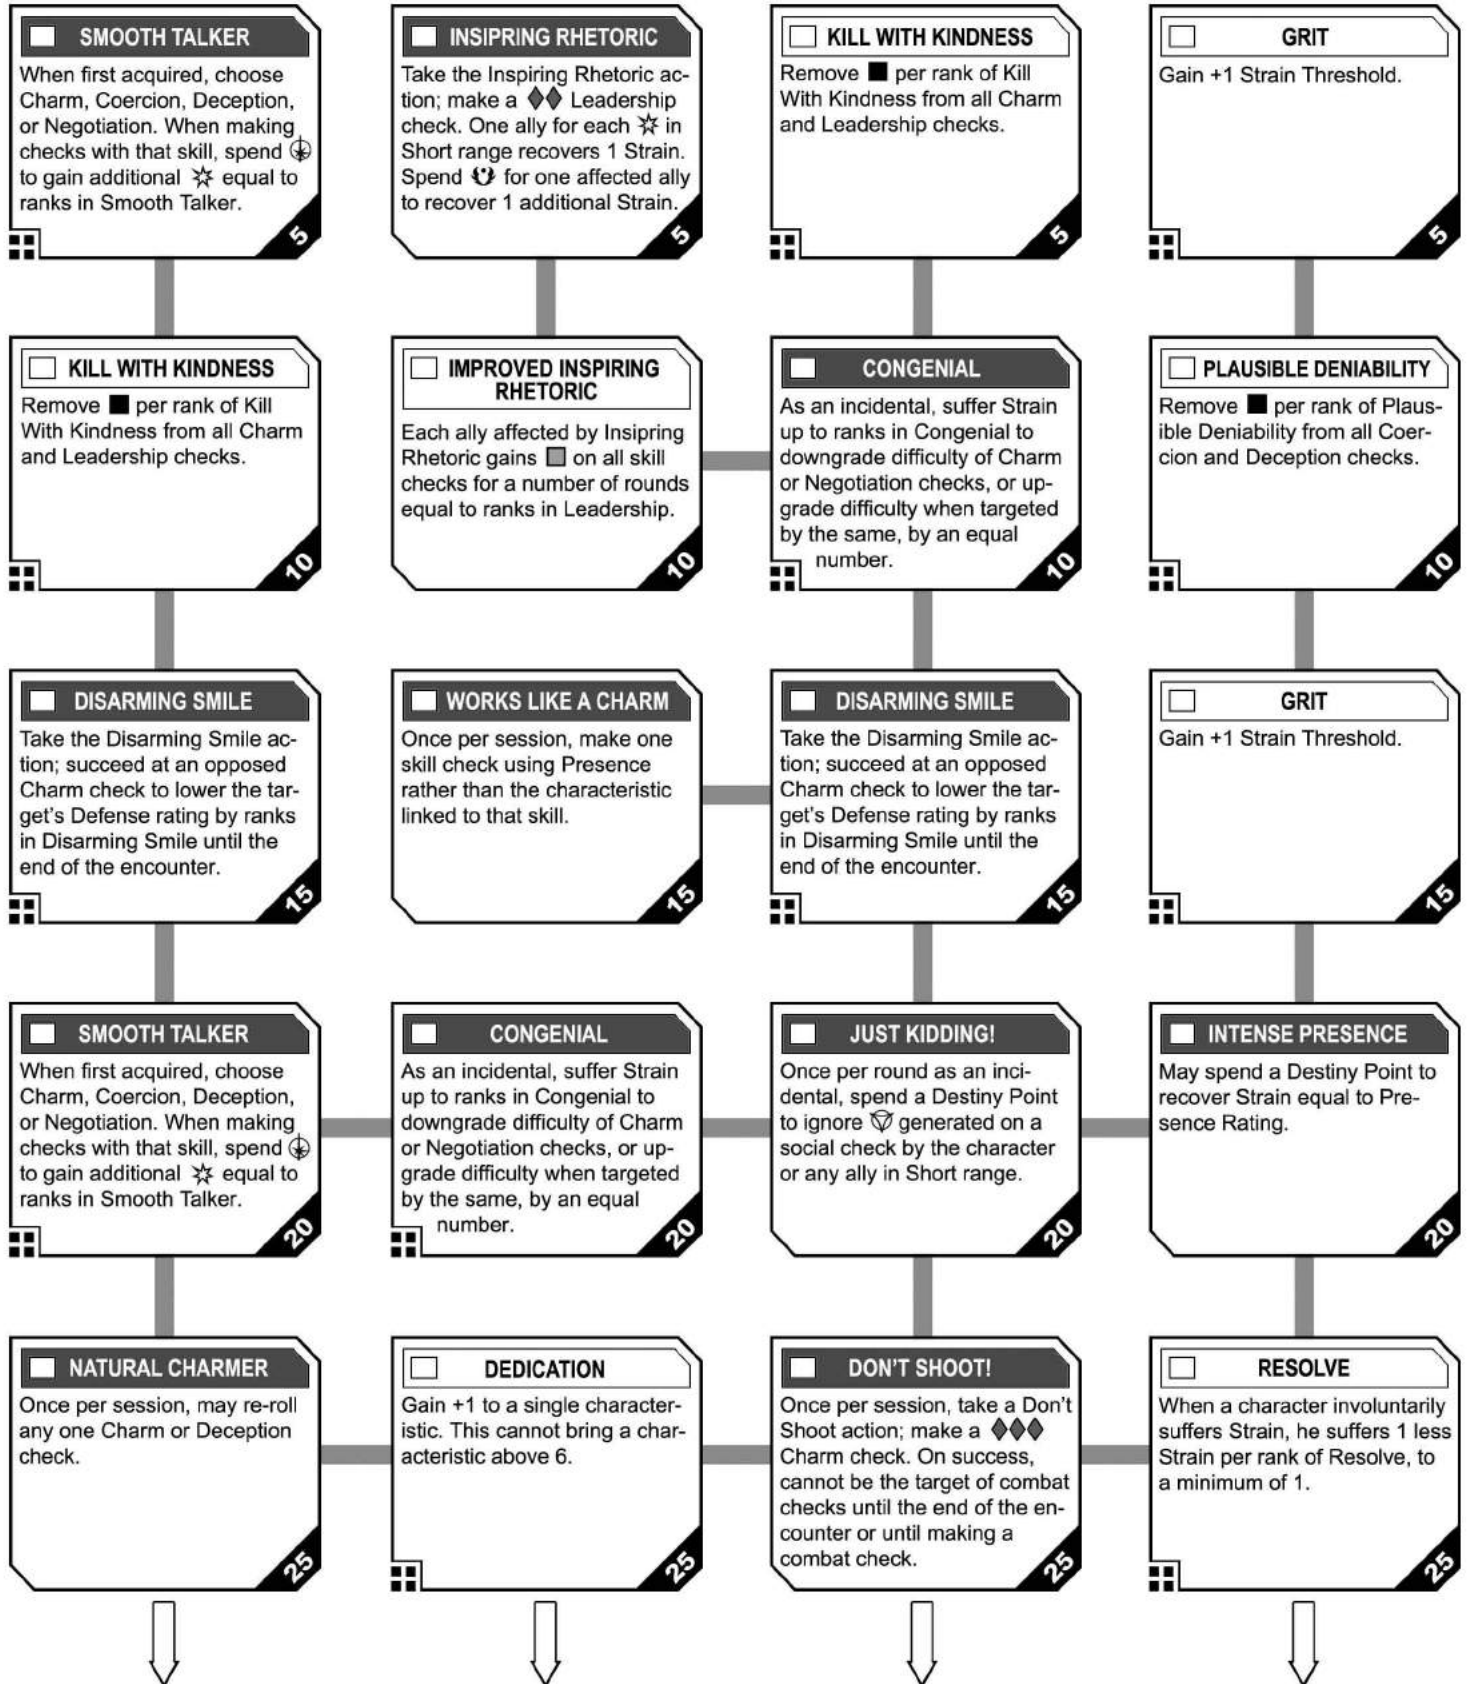 SMOOTH TALKER
When first acquired, choose
Charm, Coercion, Deception,
or Negotiation. When making
checks with that skill, spend
to gain additional equal to
ranks in Smooth Talker.
5
INSIPRING RHETORIC
Take the Inspiring Rhetoric ac-
tion; make a Leadership
check. One ally for each in
Short range recovers 1 Strain.
Spend for one affected ally
to recover 1 additional Strain.
5
KILL WITH KINDNESS
Remove per rank of Kill
With Kindness from all Charm
and Leadership checks.
5
GRIT
Gain +1 Strain Threshold.
5
KILL WITH KINDNESS
Remove per rank of Kill
With Kindness from all Charm
and Leadership checks.
10
IMPROVED INSPIRING
RHETORIC
Each ally affected by Insipring
Rhetoric gains on all skill
checks for a number of rounds
equal to ranks in Leadership.
10
CONGENIAL
As an incidental, suffer Strain
up to ranks in Congenial to
downgrade difficulty of Charm
or Negotiation checks, or up-
grade difficulty when targeted
by the same, by an equal
number.
10
PLAUSIBLE DENIABILITY
Remove per rank of Plaus-
ible Deniability from all Coer-
cion and Deception checks.
10
DISARMING SMILE
Take the Disarming Smile ac-
tion; succeed at an opposed
Charm check to lower the tar-
get's Defense rating by ranks
in Disarming Smile until the
end of the encounter.
15
WORKS LIKE A CHARM
Once per session, make one
skill check using Presence
rather than the characteristic
linked to that skill.
15
DISARMING SMILE
Take the Disarming Smile ac-
tion; succeed at an opposed
Charm check to lower the tar-
get's Defense rating by ranks
in Disarming Smile until the
end of the encounter.
15
GRIT
Gain +1 Strain Threshold.
15
SMOOTH TALKER
When first acquired, choose
Charm, Coercion, Deception,
or Negotiation. When making
checks with that skill, spend
to gain additional equal to
ranks in Smooth Talker.
20
CONGENIAL
As an incidental, suffer Strain
up to ranks in Congenial to
downgrade difficulty of Charm
or Negotiation checks, or up-
grade difficulty when targeted
by the same, by an equal
number.
20
JUST KIDDING!
Once per round as an inci-
dental, spend a Destiny Point
to ignore generated on a
social check by the character
or any ally in Short range.
20
INTENSE PRESENCE
May spend a Destiny Point to
recover Strain equal to Pre-
sence Rating.
20
NATURAL CHARMER
Once per session, may re-roll
any one Charm or Deception
check.
25
DEDICATION
Gain +1 to a single character-
istic. This cannot bring a char-
acteristic above 6.
25
DON'T SHOOT!
Once per session, take a Don't
Shoot action; make a
Charm check. On success,
cannot be the target of combat
checks until the end of the en-
counter or until making a
combat check.
25
RESOLVE
When a character involuntarily
suffers Strain, he suffers 1 less
Strain per rank of Resolve, to
a minimum of 1.
25